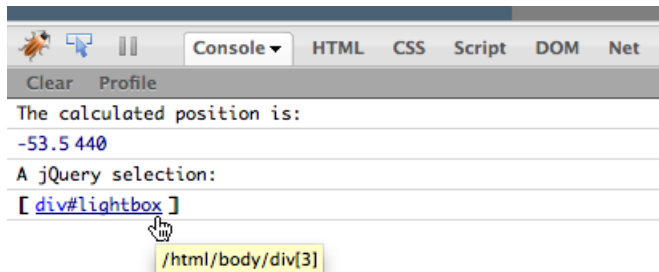 Console HTML CSS Script DOM Net
Clear Profile
The calculated position is:
-53.5 440
A jQuery selection:
[ div#lightbox ]
/html/body/div[3]